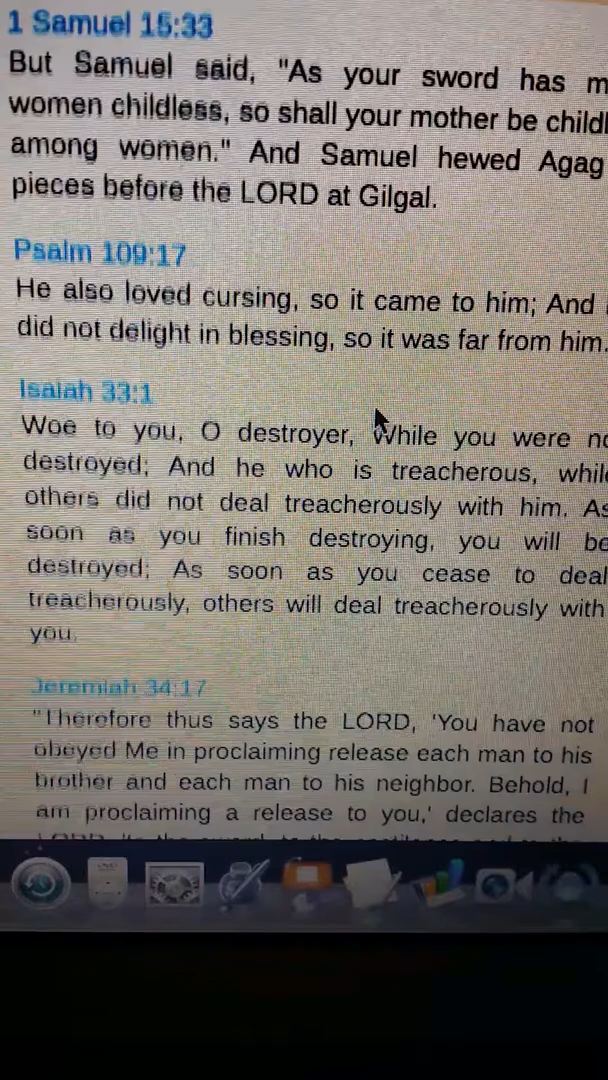 1 Samuel 15:33
But Samuel said, "As your sword has
women childless, so shall your mother be
among women." And Samuel hewed Agag
pieces before the LORD at Gilgal.
Psalm 109:17
He also loved cursing, so it came to him; And
did not delight in blessing, so it was far from him.
Isaiah 33:1
Woe to you, O destroyer, While you were
destroyed; And he who is treacherous,
others did not deal treacherously with him. As
soon as you finish destroying, you will be
destroyed; As soon as you cease to deal
treacherously, others will deal treacherously with
you.
Jeremiah 34:17
"Therefore thus says the LORD, 'You have not
obeyed Me in proclaiming release each man to his
brother and each man to his neighbor. Behold, I
am proclaiming a release to you,' declares the